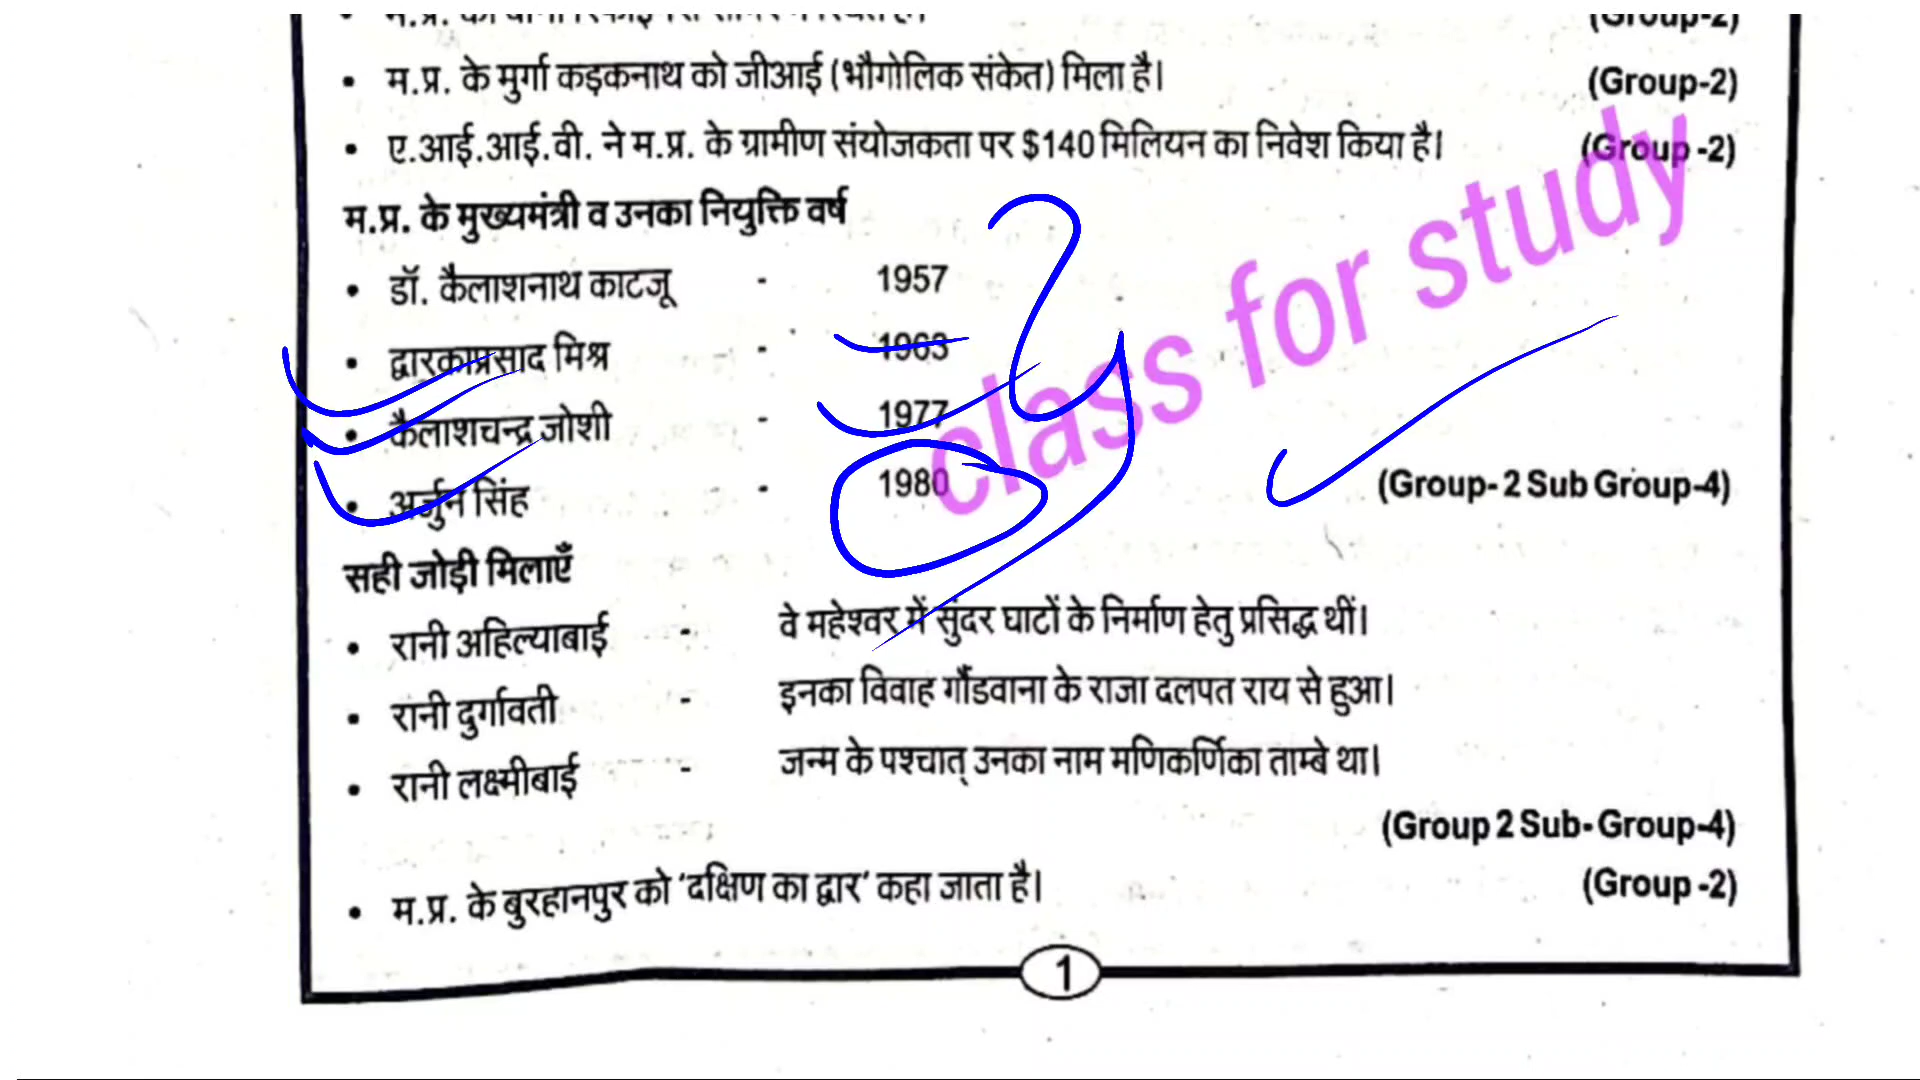 • म.प्र. के मुर्गा कड़कनाथ को जीआई (भौगोलिक संकेत) मिला है। (Group-2)
• ए.आई.आई.वी. ने म.प्र. के ग्रामीण संयोजकता पर $140 मिलियन का निवेश किया है। (Group -2)
म.प्र. के मुख्यमंत्री व उनका नियुक्ति वर्ष
• डॉ. कैलाशनाथ काटजू - 1957
• द्वारकाप्रसाद मिश्र - 1963
• कैलाशचन्द्र जोशी - 1977
• अर्जुन सिंह - 1980 (Group- 2 Sub Group-4)
class for study
सही जोड़ी मिलाएँ
• रानी अहिल्याबाई - वे महेश्वर में सुंदर घाटों के निर्माण हेतु प्रसिद्ध थीं।
• रानी दुर्गावती - इनका विवाह गोंडवाना के राजा दलपत राय से हुआ।
• रानी लक्ष्मीबाई - जन्म के पश्चात् उनका नाम मणिकर्णिका ताम्बे था।
(Group 2 Sub- Group-4)
• म.प्र. के बुरहानपुर को 'दक्षिण का द्वार' कहा जाता है। (Group -2)
1